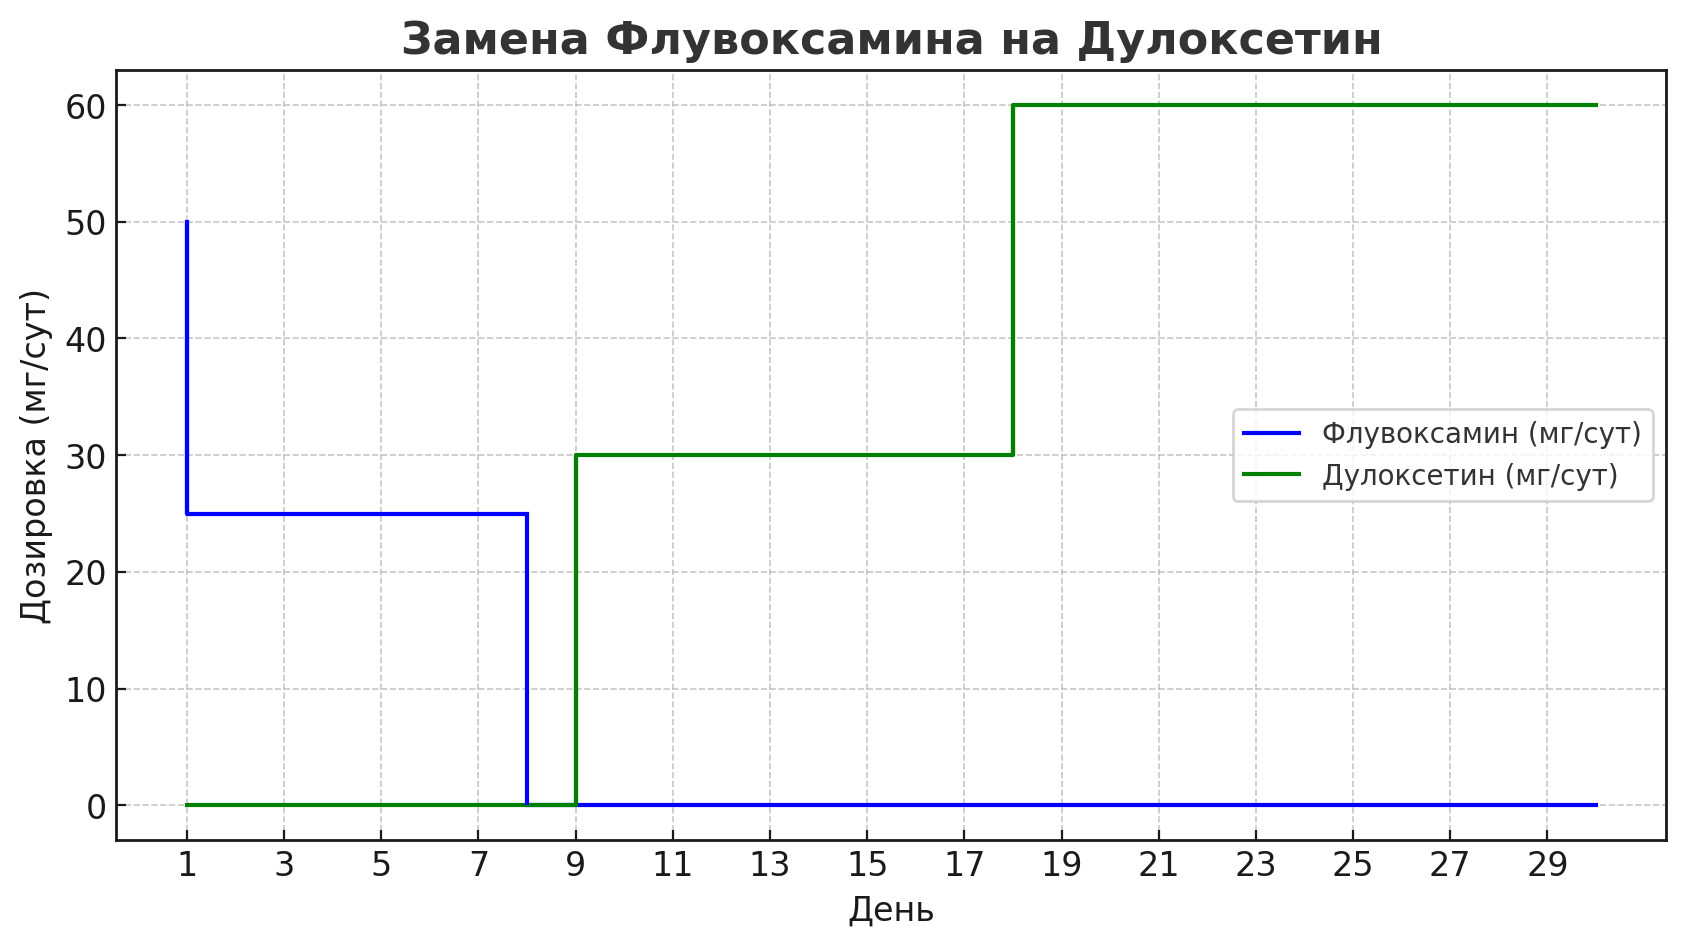 Замена Флувоксамина на Дулоксетин
Дозировка (мг/сут)
60
50
40
30
20
10
0
Флувоксамин (мг/сут)
Дулоксетин (мг/сут)
1 3 5 7 9 11 13 15 17 19 21 23 25 27 29
День